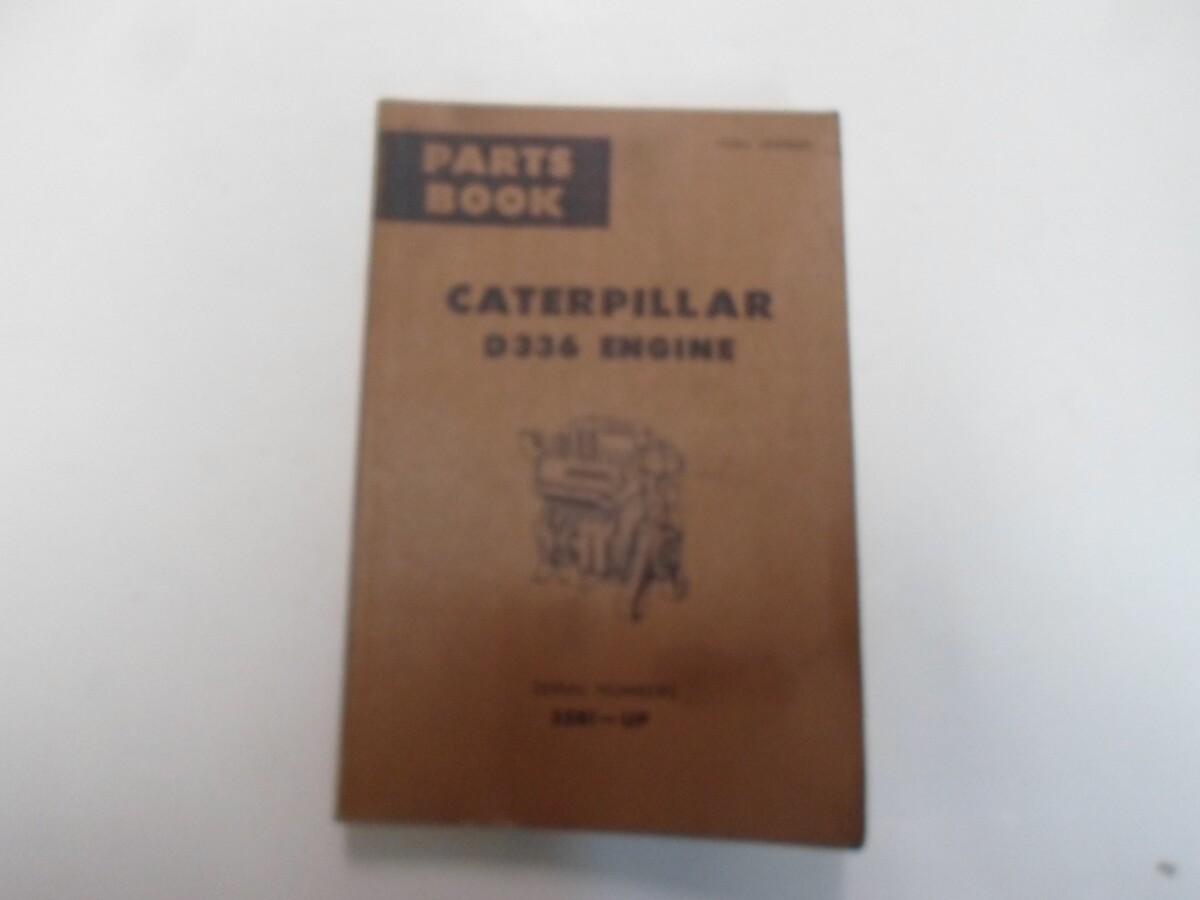 PARTS
BOOK
CATERPILLAR
D336 ENGINE
SERIAL NUMBERS